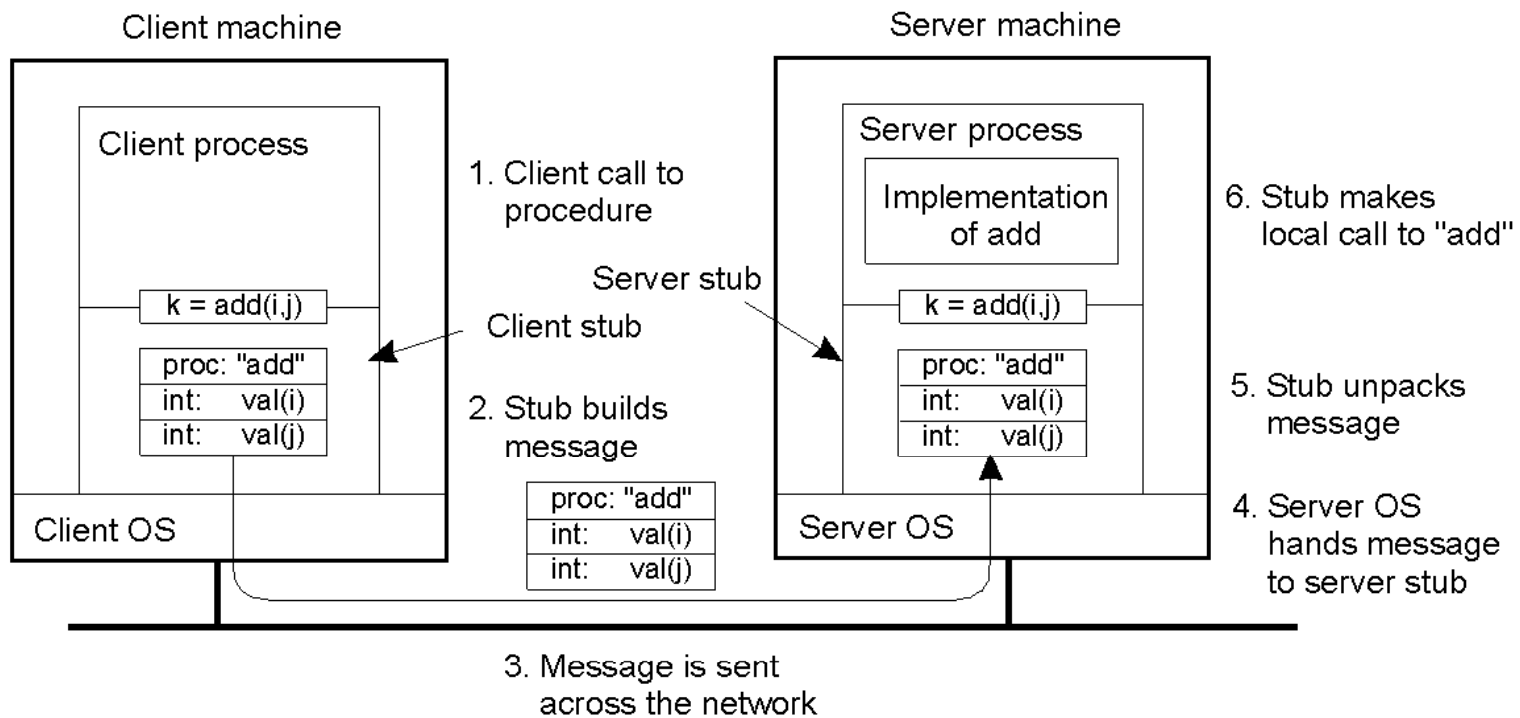 Client machine
Server machine
Client process
1. Client call to
procedure
Server process
Implementation
of add
6. Stub makes
local call to "add"
Server stub
k = add(i,j)
k = add(i,j)
Client stub
proc: "add"
int: val(i)
int: val(j)
proc: "add"
int: val(i)
int: val(j)
2. Stub builds
message
5. Stub unpacks
message
proc: "add"
int: val(i)
int: val(j)
Client OS
Server OS
4. Server OS
hands message
to server stub
3. Message is sent
across the network